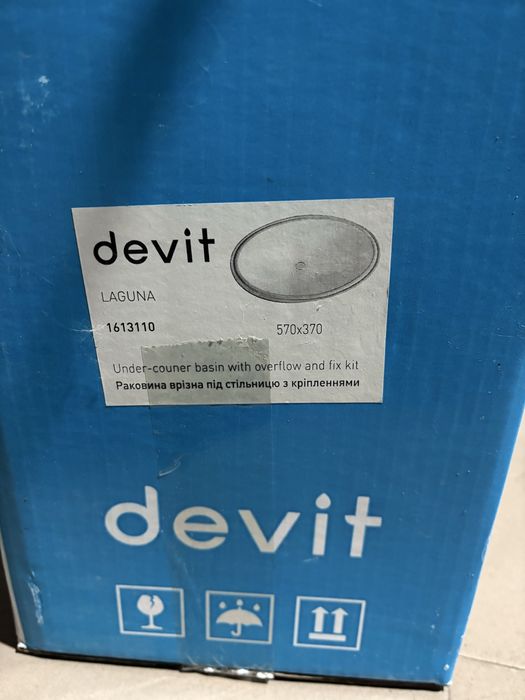 devit
LAGUNA
1613110 570x370
Under-couner basin with overflow and fix kit
Раковина врізна під стільницю з кріпленнями
devit